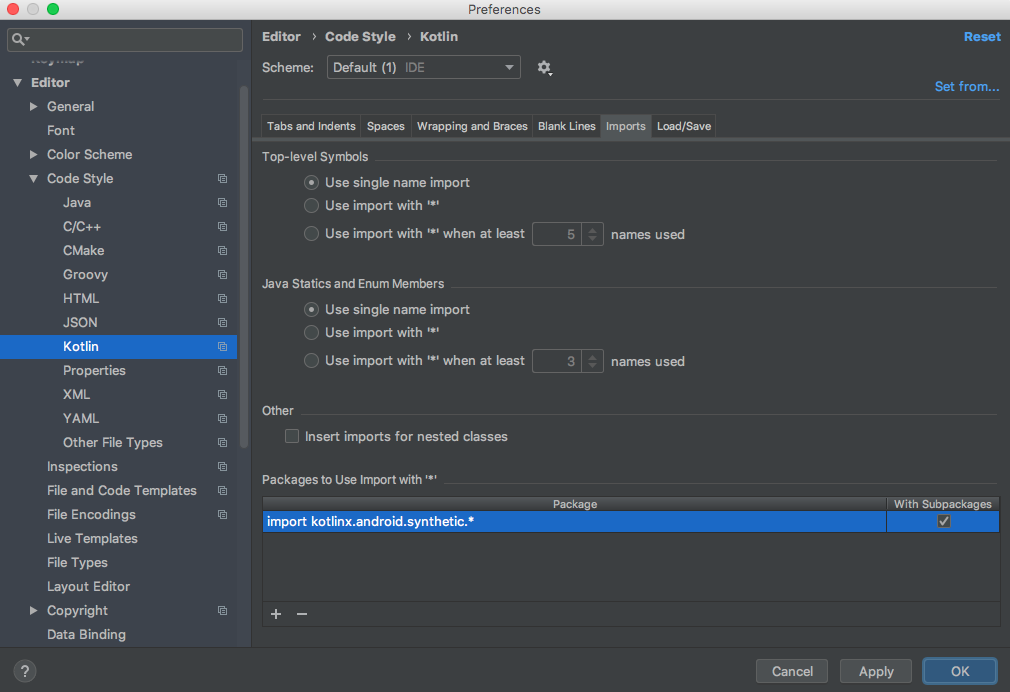 Preferences
Keymap
Editor
General
Font
Color Scheme
Code Style
Java
C/C++
CMake
Groovy
HTML
JSON
Kotlin
Properties
XML
YAML
Other File Types
Inspections
File and Code Templates
File Encodings
Live Templates
File Types
Layout Editor
Copyright
Data Binding
Editor › Code Style › Kotlin
Reset
Scheme: Default (1) IDE
Set from...
Tabs and Indents Spaces Wrapping and Braces Blank Lines Imports Load/Save
Top-level Symbols
Use single name import
Use import with '*'
Use import with '*' when at least 5 names used
Java Statics and Enum Members
Use single name import
Use import with '*'
Use import with '*' when at least 3 names used
Other
Insert imports for nested classes
Packages to Use Import with '*'
Package With Subpackages
import kotlinx.android.synthetic.*
+ −
? Cancel Apply OK